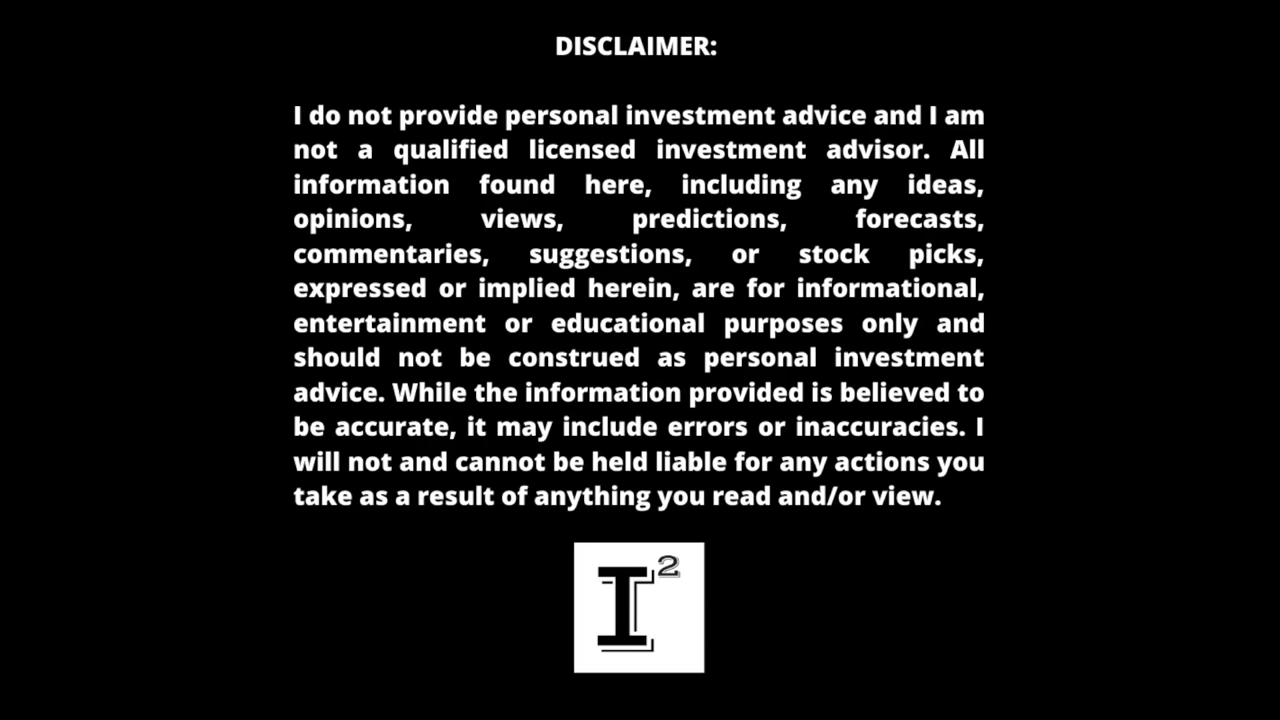 DISCLAIMER:
I do not provide personal investment advice and I am
not a qualified licensed investment advisor. All
information found here, including any ideas,
opinions, views, predictions, forecasts,
commentaries, suggestions, or stock picks,
expressed or implied herein, are for informational,
entertainment or educational purposes only and
should not be construed as personal investment
advice. While the information provided is believed to
be accurate, it may include errors or inaccuracies. I
will not and cannot be held liable for any actions you
take as a result of anything you read and/or view.
I²